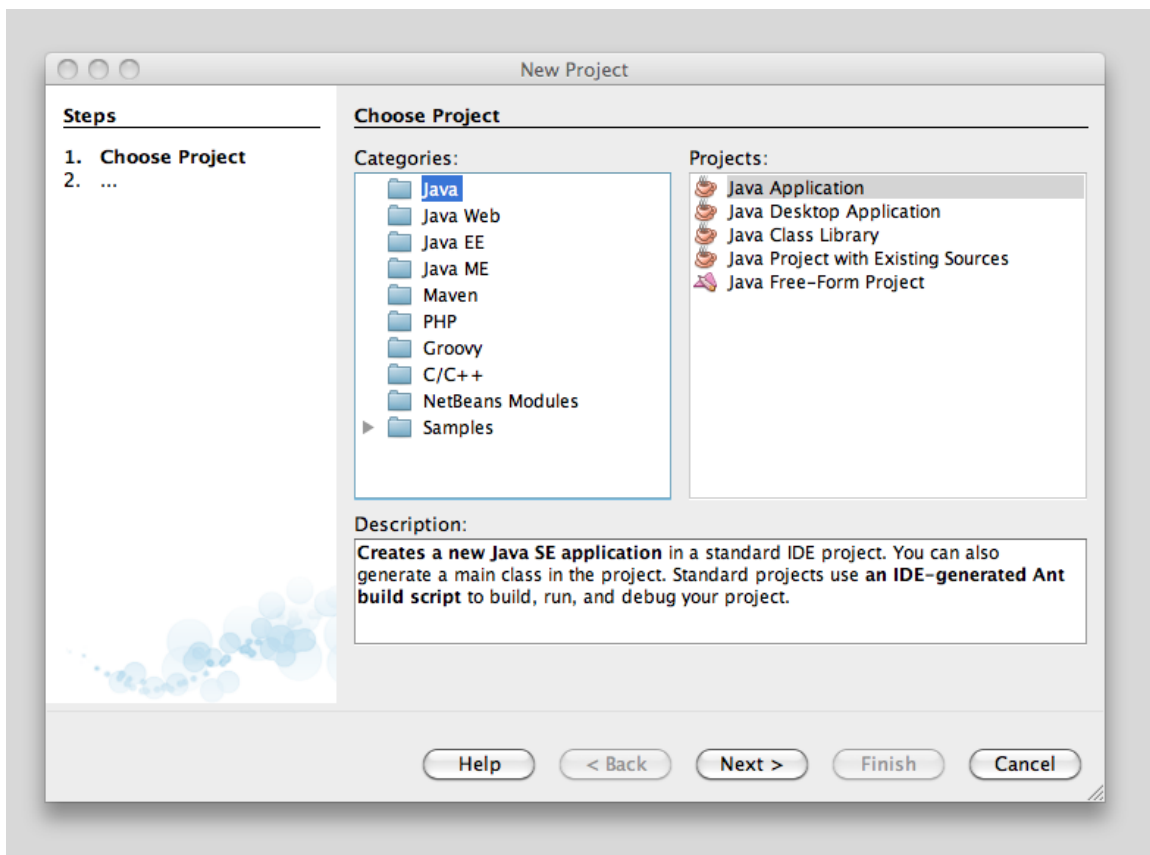 New Project
Steps
1. Choose Project
2. ...
Choose Project
Categories:
Java
Java Web
Java EE
Java ME
Maven
PHP
Groovy
C/C++
NetBeans Modules
Samples
Projects:
Java Application
Java Desktop Application
Java Class Library
Java Project with Existing Sources
Java Free-Form Project
Description:
Creates a new Java SE application in a standard IDE project. You can also
generate a main class in the project. Standard projects use an IDE-generated Ant
build script to build, run, and debug your project.
Help
< Back
Next >
Finish
Cancel